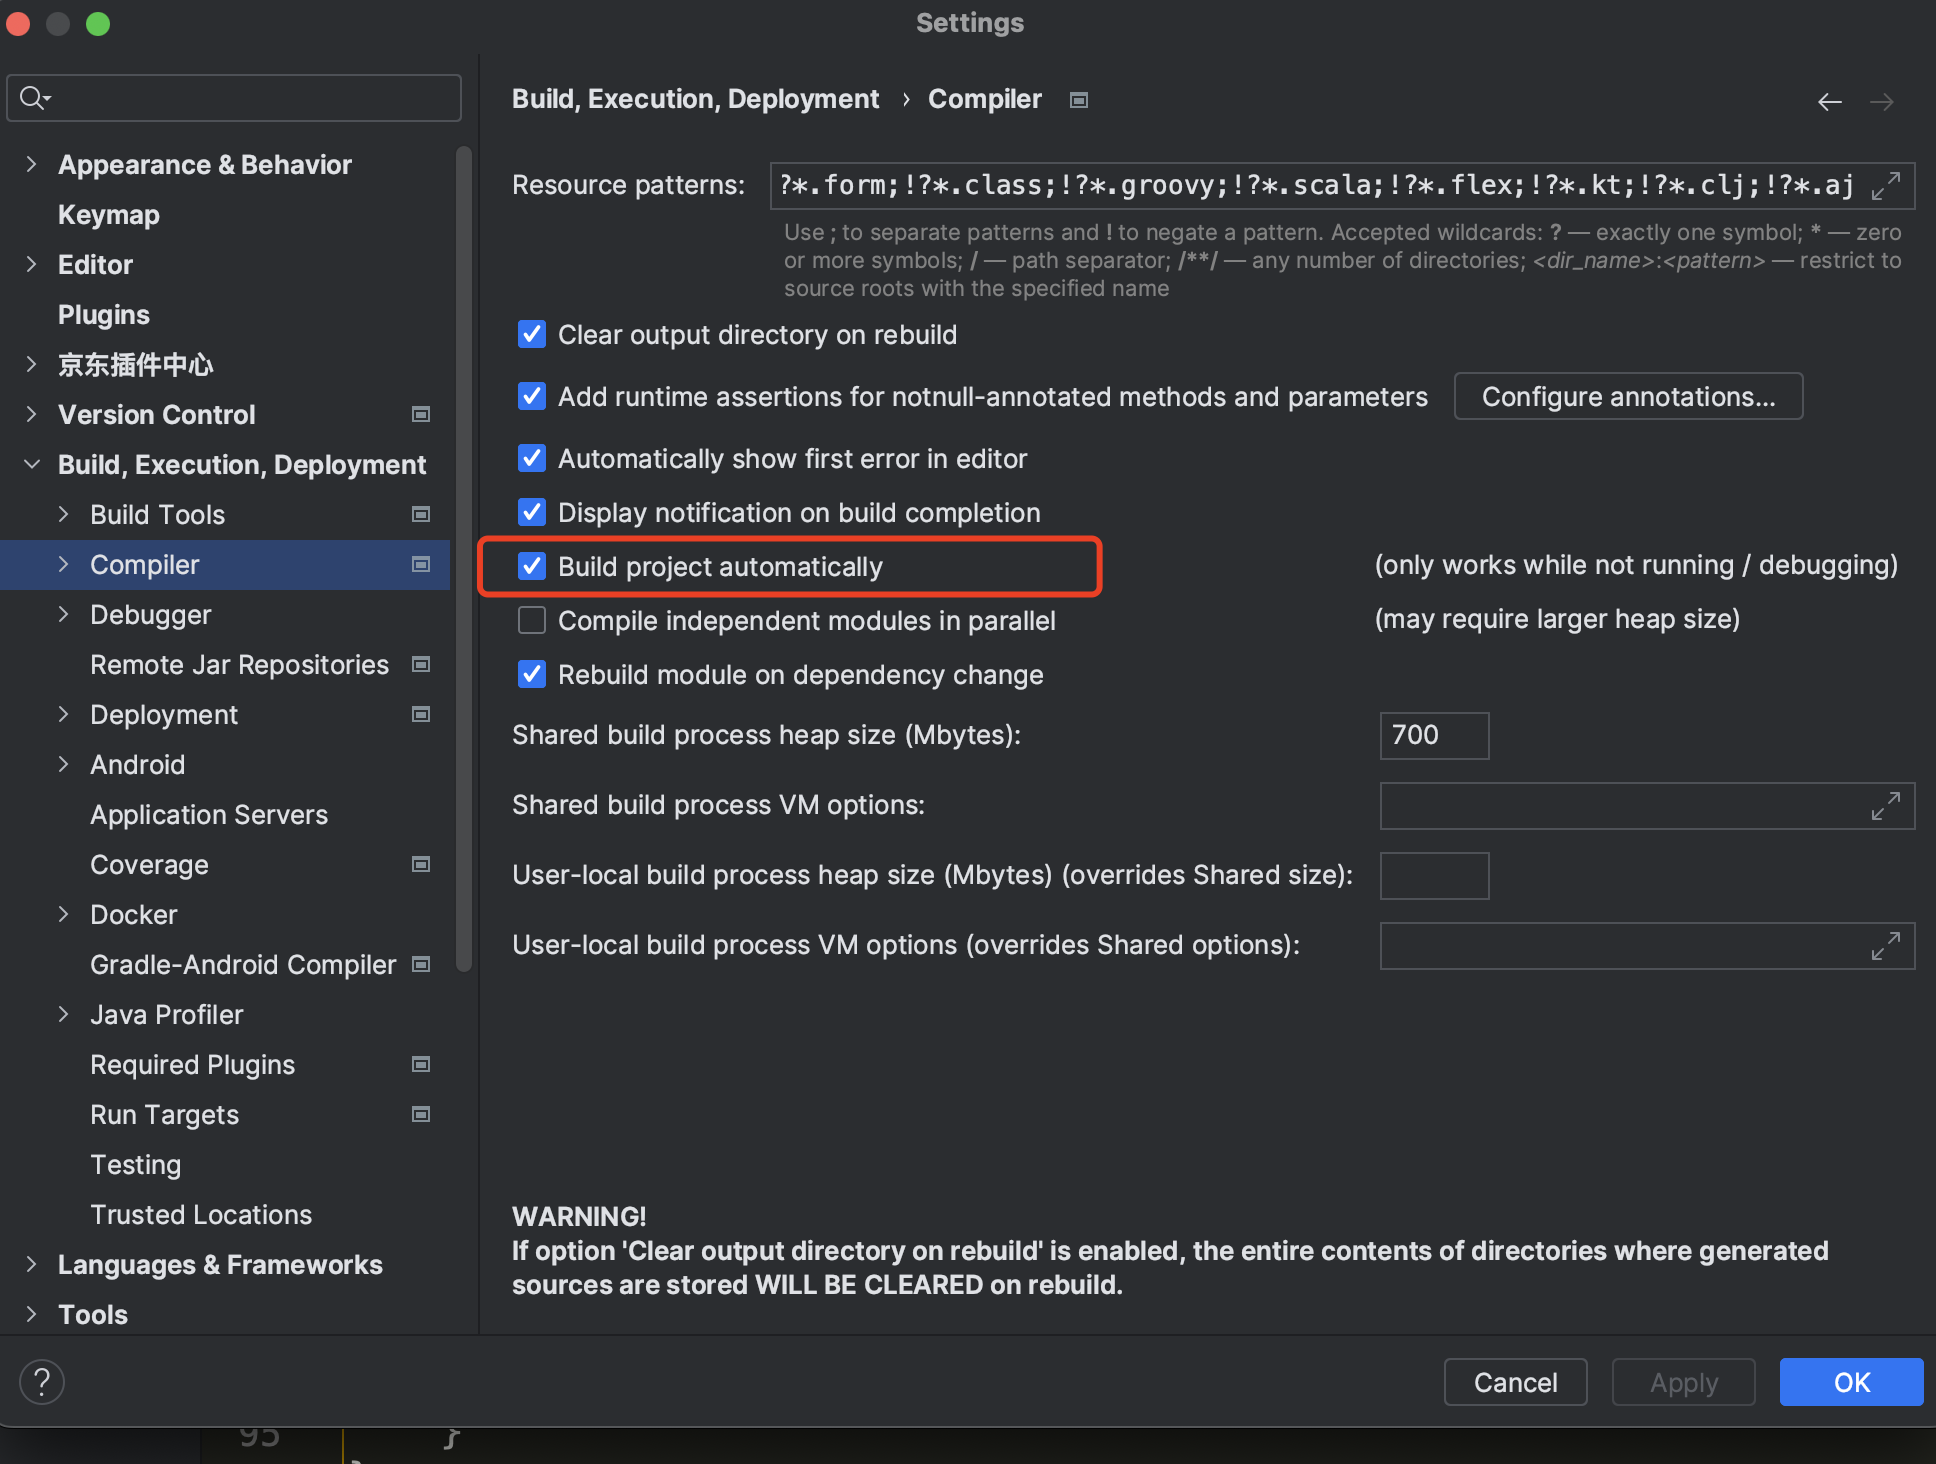 Settings
Appearance & Behavior
Keymap
Editor
Plugins
京东插件中心
Version Control
Build, Execution, Deployment
Build Tools
Compiler
Debugger
Remote Jar Repositories
Deployment
Android
Application Servers
Coverage
Docker
Gradle-Android Compiler
Java Profiler
Required Plugins
Run Targets
Testing
Trusted Locations
Languages & Frameworks
Tools
Build, Execution, Deployment › Compiler
Resource patterns: ?*.form;!?*.class;!?*.groovy;!?*.scala;!?*.flex;!?*.kt;!?*.clj;!?*.aj
Use ; to separate patterns and ! to negate a pattern. Accepted wildcards: ? — exactly one symbol; * — zero
or more symbols; / — path separator; /**/ — any number of directories; <dir_name>:<pattern> — restrict to
source roots with the specified name
Clear output directory on rebuild
Add runtime assertions for notnull-annotated methods and parameters Configure annotations...
Automatically show first error in editor
Display notification on build completion
Build project automatically (only works while not running / debugging)
Compile independent modules in parallel (may require larger heap size)
Rebuild module on dependency change
Shared build process heap size (Mbytes): 700
Shared build process VM options:
User-local build process heap size (Mbytes) (overrides Shared size):
User-local build process VM options (overrides Shared options):
WARNING!
If option 'Clear output directory on rebuild' is enabled, the entire contents of directories where generated
sources are stored WILL BE CLEARED on rebuild.
? Cancel Apply OK
95 }